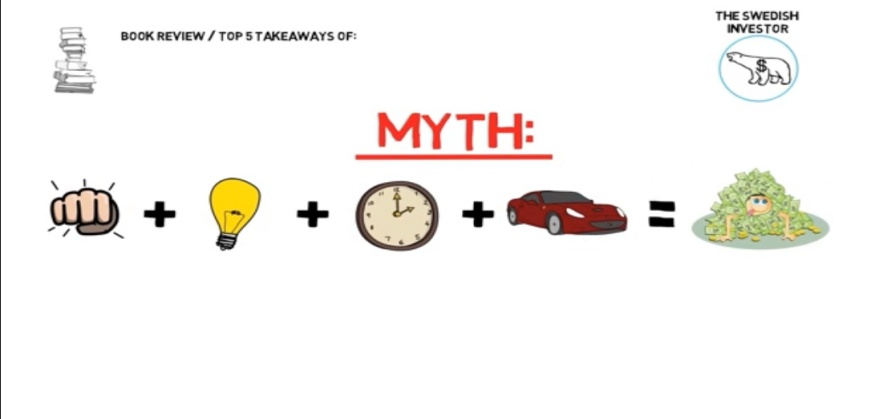 BOOK REVIEW / TOP 5 TAKEAWAYS OF:
THE SWEDISH
INVESTOR
$
MYTH:
+ + + =